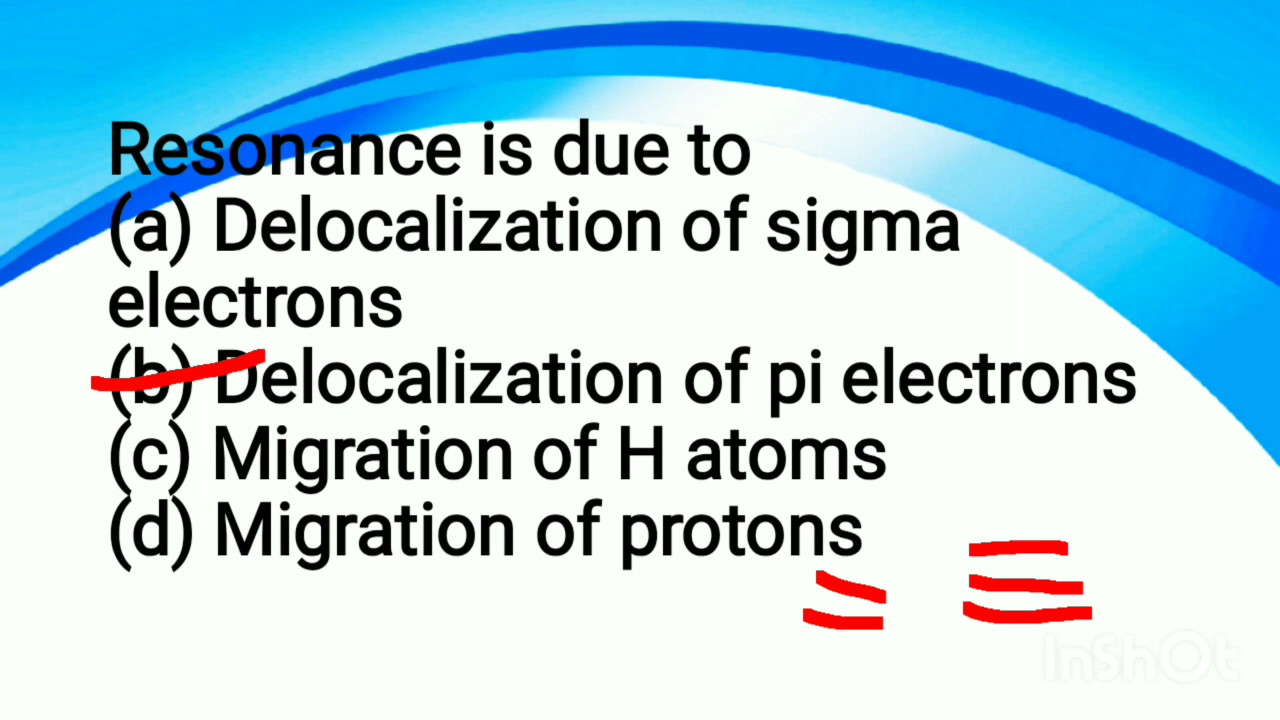 Resonance is due to
(a) Delocalization of sigma
electrons
(b) Delocalization of pi electrons
(c) Migration of H atoms
(d) Migration of protons
InShOt